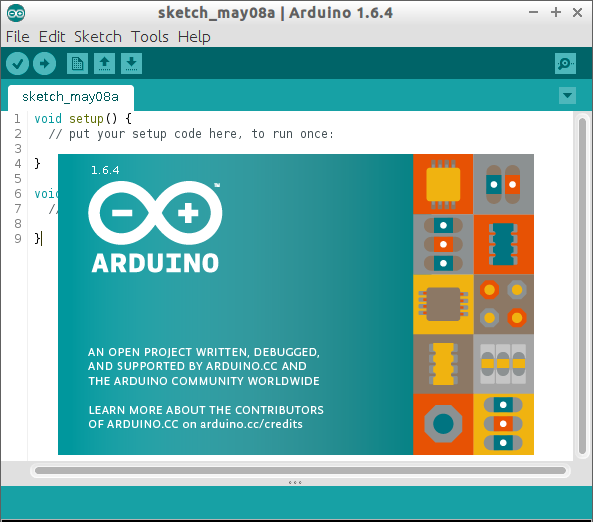 sketch_may08a | Arduino 1.6.4
File Edit Sketch Tools Help
sketch_may08a
1 void setup() {
2 // put your setup code here, to run once:
3
4 }
5
6 void
7 //
8
9 }
1.6.4
™
ARDUINO
AN OPEN PROJECT WRITTEN, DEBUGGED,
AND SUPPORTED BY ARDUINO.CC AND
THE ARDUINO COMMUNITY WORLDWIDE
LEARN MORE ABOUT THE CONTRIBUTORS
OF ARDUINO.CC on arduino.cc/credits